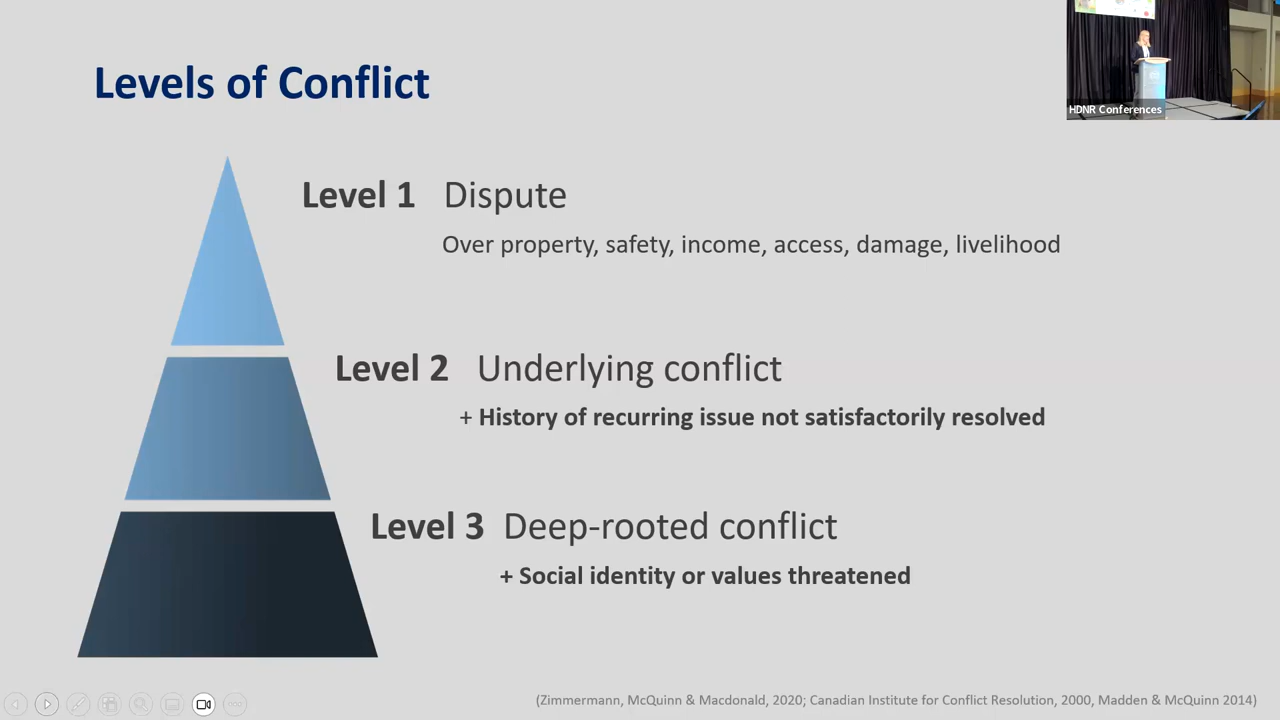 Levels of Conflict
HDNR Conferences
Level 1 Dispute
Over property, safety, income, access, damage, livelihood
Level 2 Underlying conflict
+ History of recurring issue not satisfactorily resolved
Level 3 Deep-rooted conflict
+ Social identity or values threatened
(Zimmermann, McQuinn & Macdonald, 2020; Canadian Institute for Conflict Resolution, 2000, Madden & McQuinn 2014)